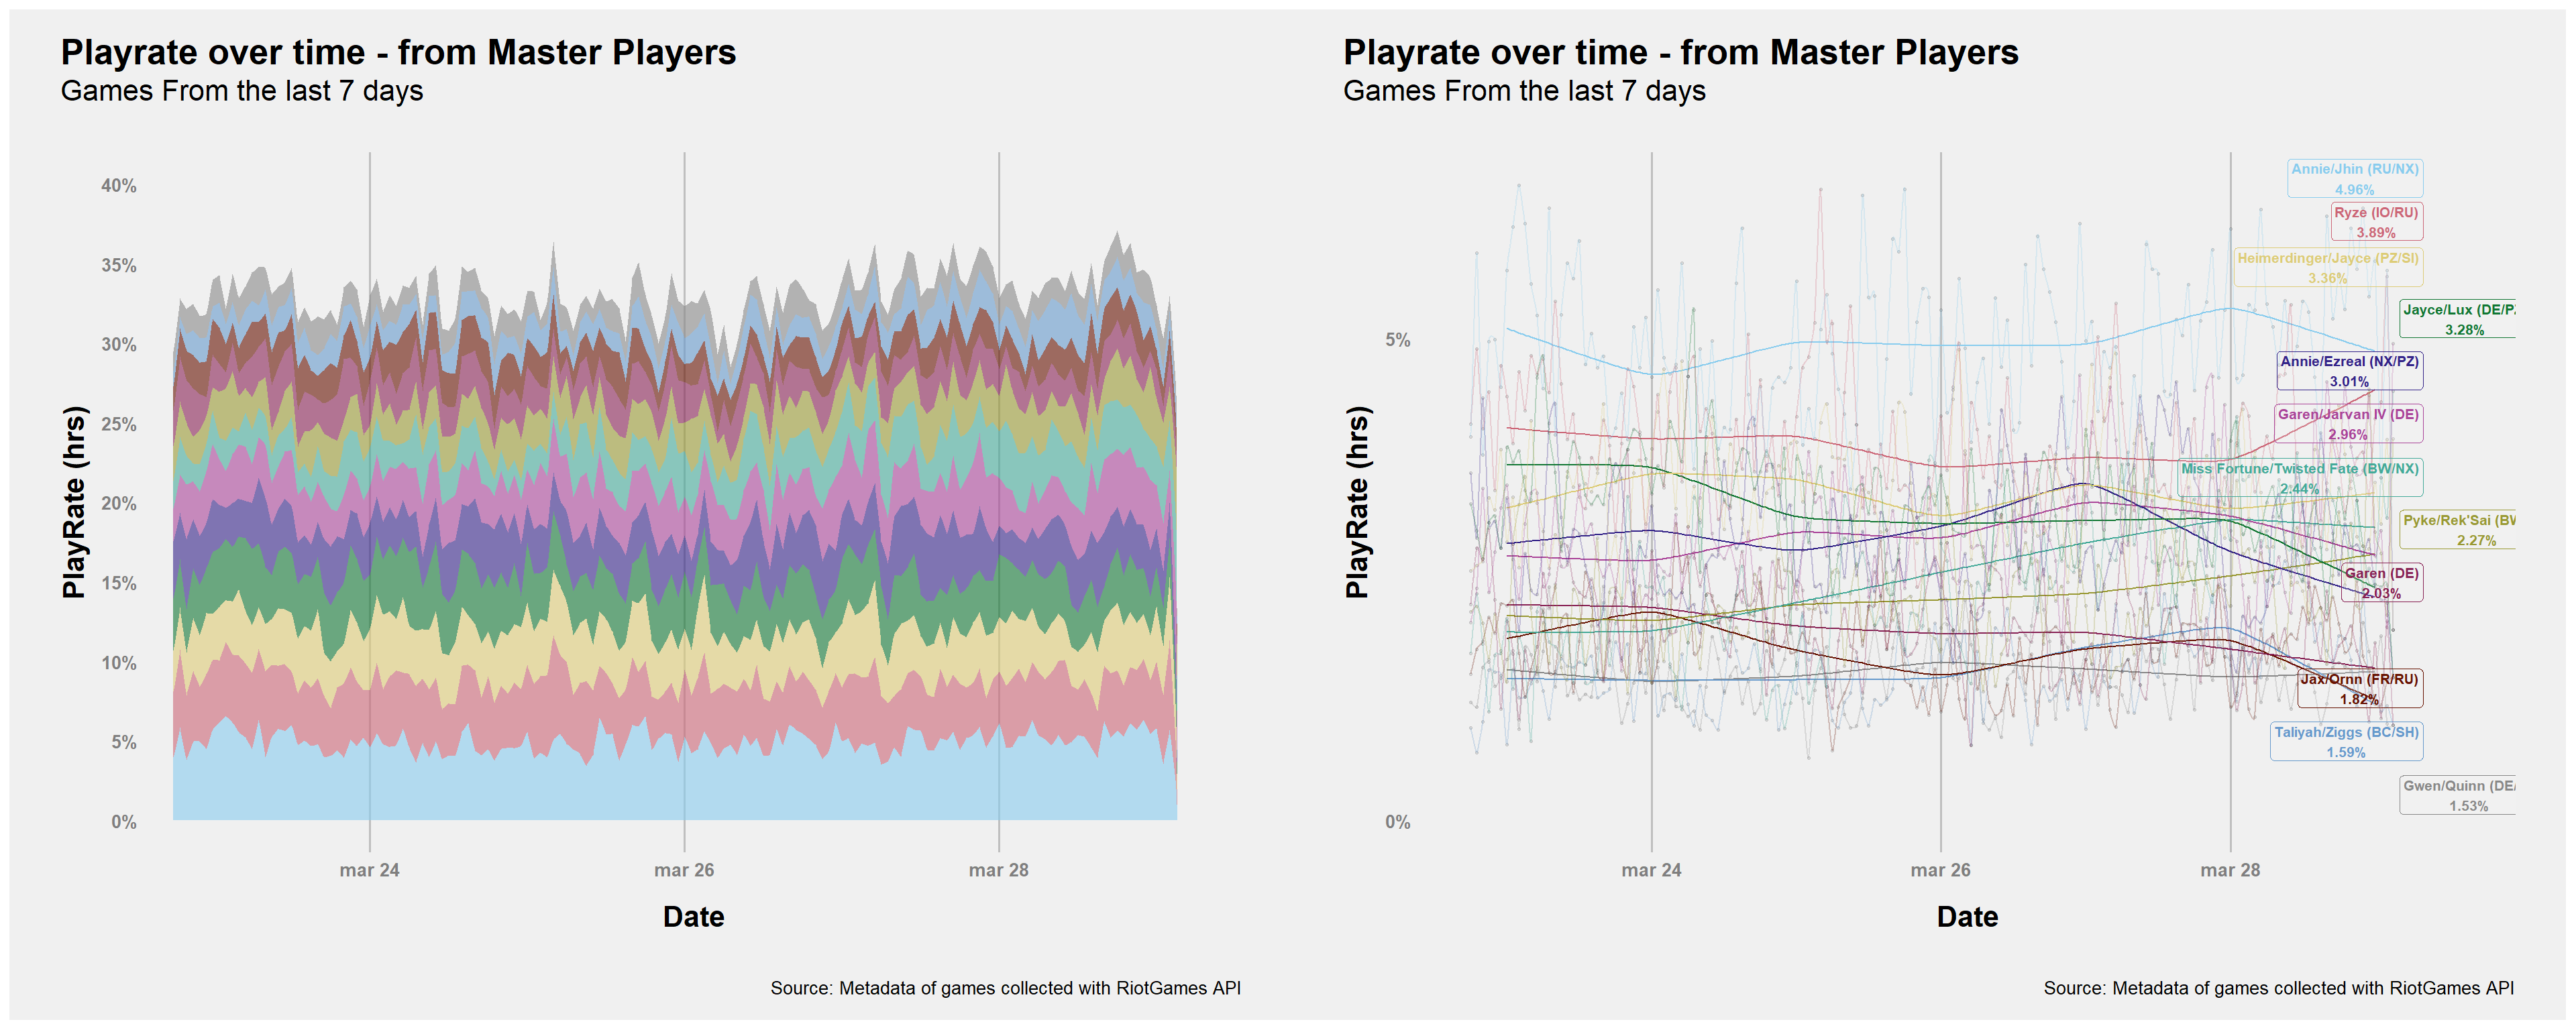 Playrate over time - from Master Players
Games From the last 7 days
PlayRate (hrs)
40%
35%
30%
25%
20%
15%
10%
5%
0%
mar 24
mar 26
mar 28
Date
Source: Metadata of games collected with RiotGames API
Playrate over time - from Master Players
Games From the last 7 days
PlayRate (hrs)
5%
0%
Annie/Jhin (RU/NX)
4.96%
Ryze (IO/RU)
3.89%
Heimerdinger/Jayce (PZ/SI)
3.36%
Jayce/Lux (DE/PZ
3.28%
Annie/Ezreal (NX/PZ)
3.01%
Garen/Jarvan IV (DE)
2.96%
Miss Fortune/Twisted Fate (BW/NX)
2.44%
Pyke/Rek'Sai (BW
2.27%
Garen (DE)
2.03%
Jax/Ornn (FR/RU)
1.82%
Taliyah/Ziggs (BC/SH)
1.59%
Gwen/Quinn (DE/
1.53%
mar 24
mar 26
mar 28
Date
Source: Metadata of games collected with RiotGames API